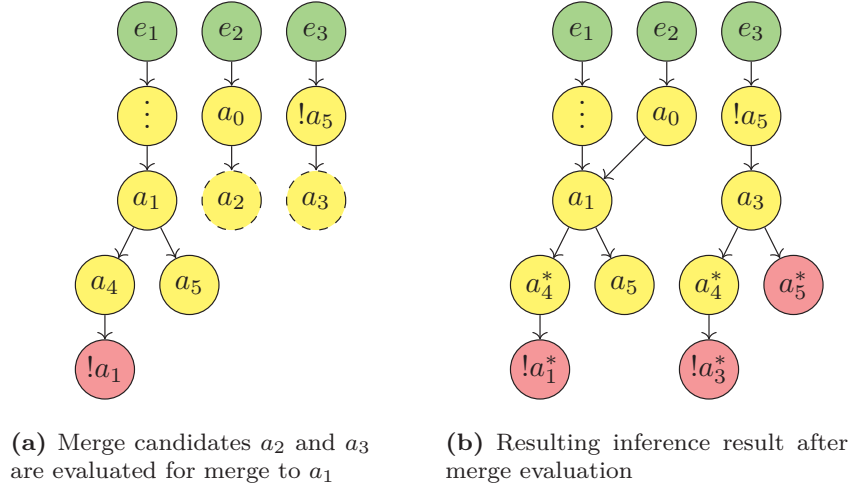 e₁ e₂ e₃ e₁ e₂ e₃
⋮ a₀ !a₅ ⋮ a₀ !a₅
a₁ a₂ a₃ a₁ a₃
a₄ a₅ a₄* a₅ a₄* a₅*
!a₁ !a₁* !a₃*
(a) Merge candidates a₂ and a₃
are evaluated for merge to a₁
(b) Resulting inference result after
merge evaluation